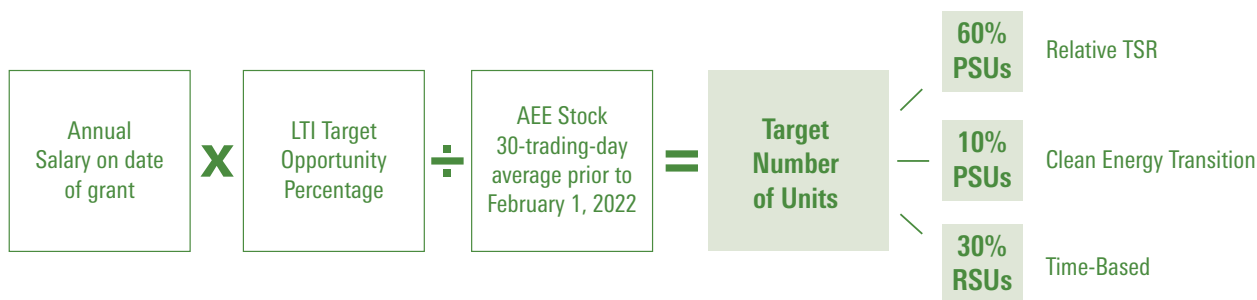 Annual
Salary on date
of grant
X
LTI Target
Opportunity
Percentage
÷
AEE Stock
30-trading-day
average prior to
February 1, 2022
=
Target
Number
of Units
60%
PSUs
Relative TSR
10%
PSUs
Clean Energy Transition
30%
RSUs
Time-Based